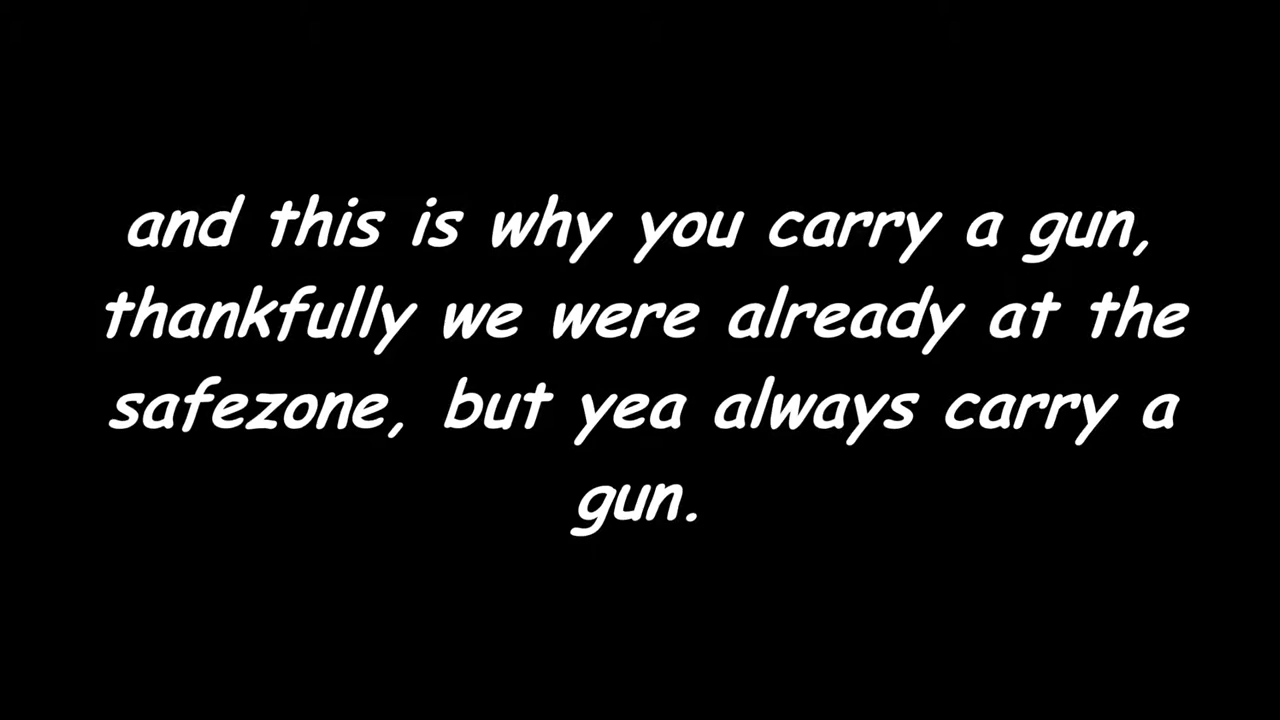 and this is why you carry a gun,
thankfully we were already at the
safezone, but yea always carry a
gun.